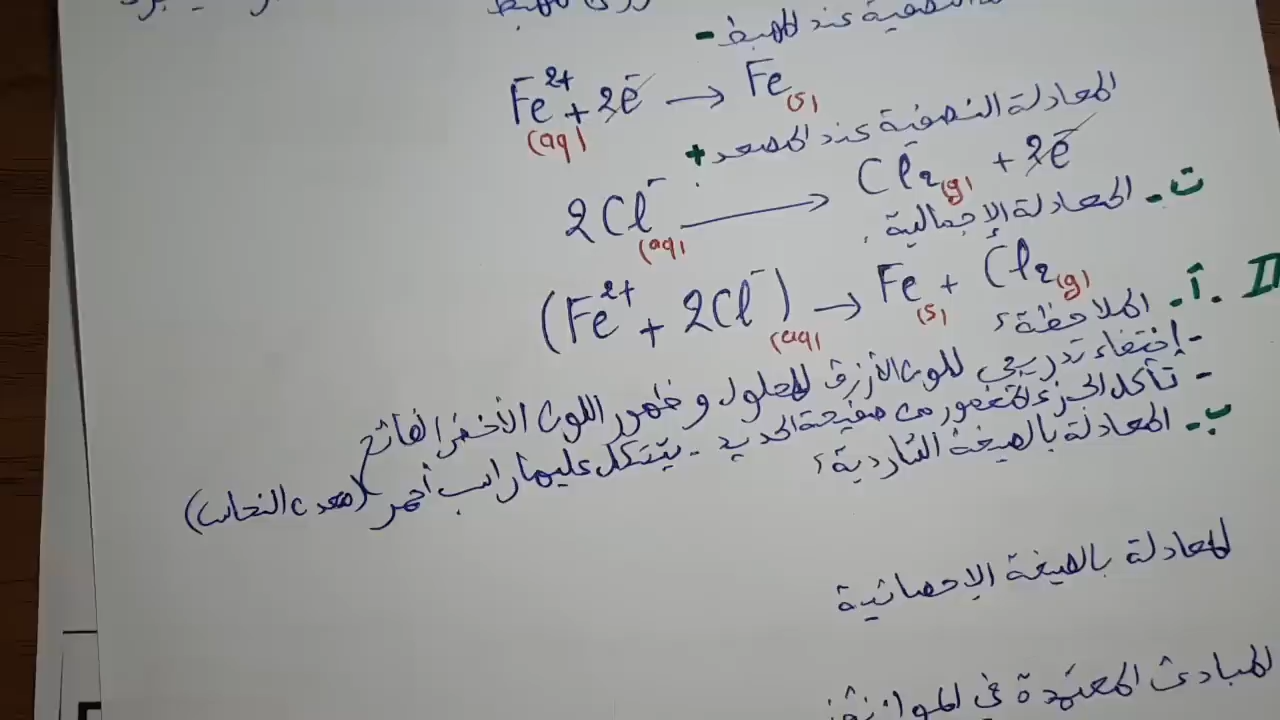 النصفية عند المهبط -
Fe²⁺(aq) + 2e⁻ → Fe(s)
المعادلة النصفية عند المصعد +
2Cl⁻(aq) → Cl₂(g) + 2e⁻
ت - المعادلة الإجمالية:
(Fe²⁺ + 2Cl⁻)(aq) → Fe(s) + Cl₂(g)
II. أ- الملاحظة:
- إختفاء تدريجي للون الأزرق للمحلول و ظهور اللون الأخضر الفاتح
- تآكل الجزء المغمور من صفيحة الحديد - يتشكل عليها راسب أحمر (معدن النحاس)
ب- المعادلة بالصيغة الشاردية:
المعادلة بالصيغة الإحصائية
المبادئ المعتمدة في الموازنة: